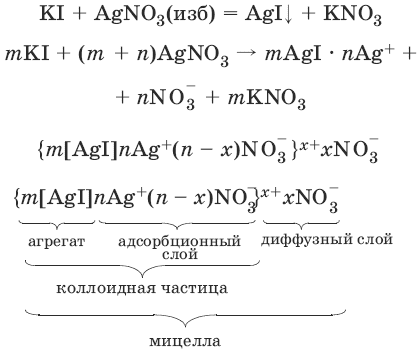 KI + AgNO₃(изб) = AgI↓ + KNO₃
mKI + (m + n)AgNO₃ → mAgI · nAg⁺ +
+ nNO₃⁻ + mKNO₃
{m[AgI]nAg⁺(n − x)NO₃⁻}ˣ⁺xNO₃⁻
{m[AgI]nAg⁺(n − x)NO₃⁻}ˣ⁺xNO₃⁻
агрегат адсорбционный слой диффузный слой
коллоидная частица
мицелла